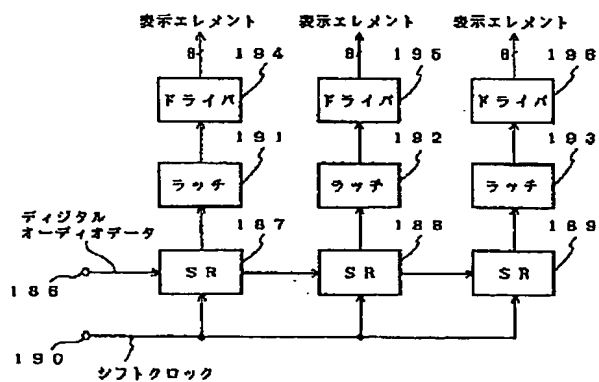 表示エレメント 表示エレメント 表示エレメント
8 194 8 195 8 196
ドライバ ドライバ ドライバ
191 192 193
ラッチ ラッチ ラッチ
ディジタル
オーディオデータ 187 188 189
SR SR SR
186
190
シフトクロック